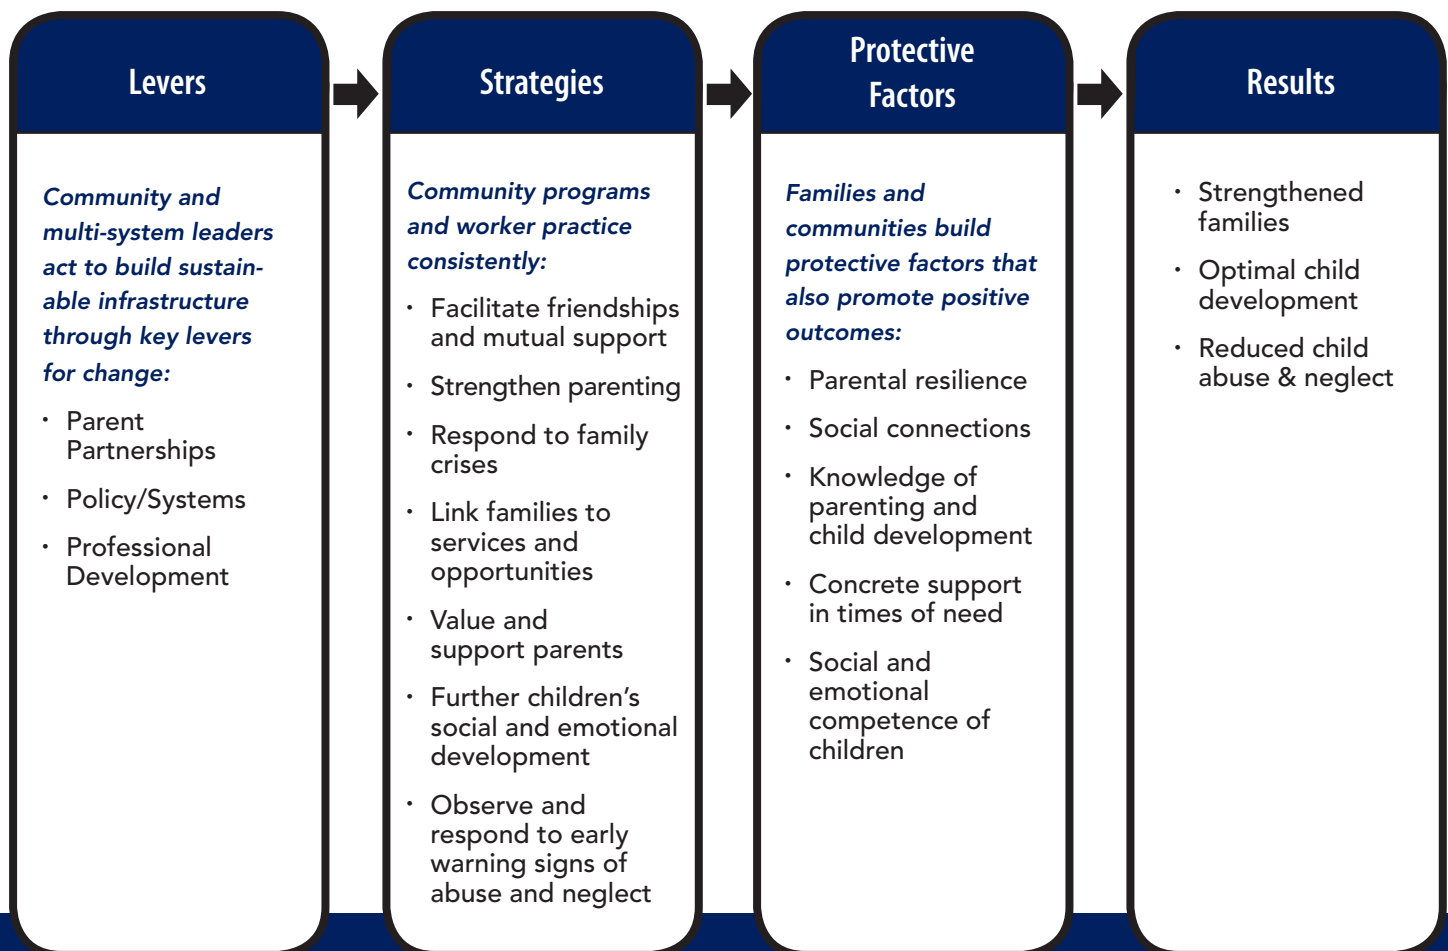 Levers
Community and
multi-system leaders
act to build sustain-
able infrastructure
through key levers
for change:
· Parent
Partnerships
· Policy/Systems
· Professional
Development
Strategies
Community programs
and worker practice
consistently:
· Facilitate friendships
and mutual support
· Strengthen parenting
· Respond to family
crises
· Link families to
services and
opportunities
· Value and
support parents
· Further children’s
social and emotional
development
· Observe and
respond to early
warning signs of
abuse and neglect
Protective
Factors
Families and
communities build
protective factors that
also promote positive
outcomes:
· Parental resilience
· Social connections
· Knowledge of
parenting and
child development
· Concrete support
in times of need
· Social and
emotional
competence of
children
Results
· Strengthened
families
· Optimal child
development
· Reduced child
abuse & neglect